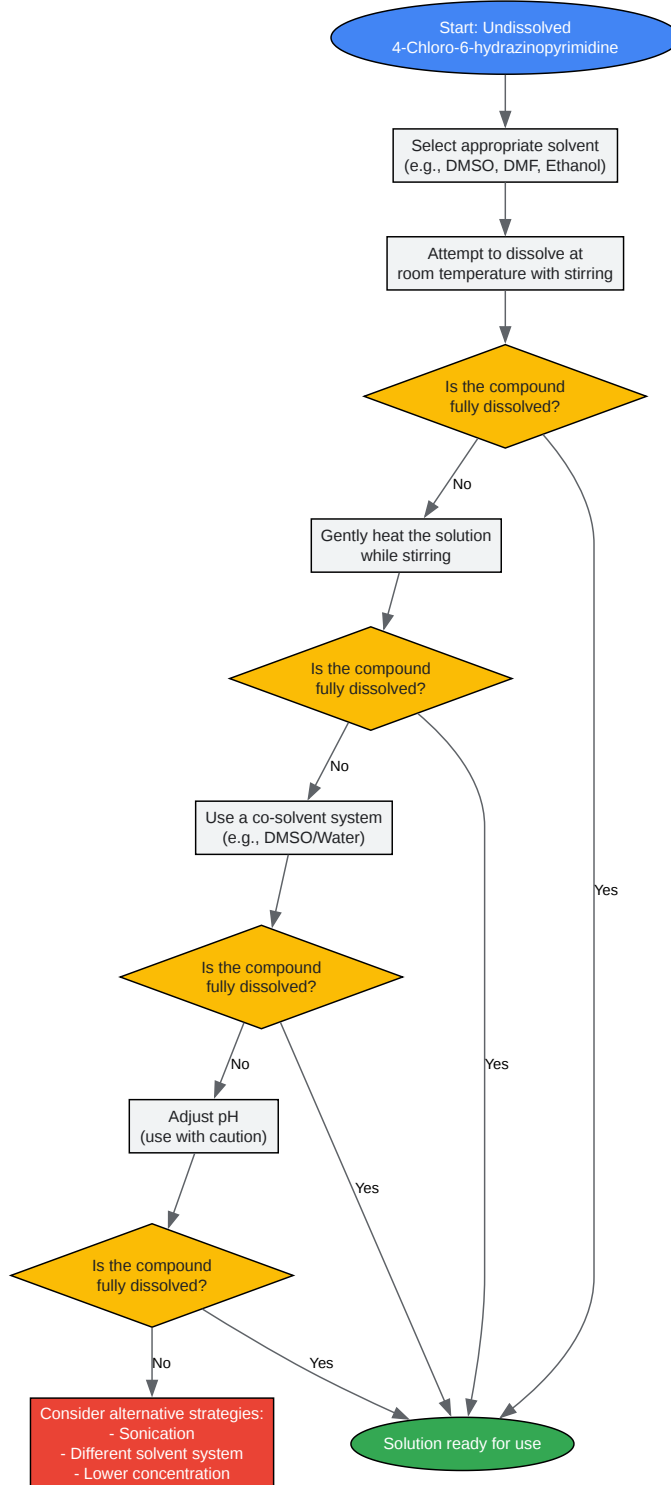 Start: Undissolved
4-Chloro-6-hydrazinopyrimidine
Select appropriate solvent
(e.g., DMSO, DMF, Ethanol)
Attempt to dissolve at
room temperature with stirring
Is the compound
fully dissolved?
No
Gently heat the solution
while stirring
Is the compound
fully dissolved?
No
Use a co-solvent system
(e.g., DMSO/Water)
Yes
Is the compound
fully dissolved?
No
Yes
Adjust pH
(use with caution)
Yes
Is the compound
fully dissolved?
No
Yes
Consider alternative strategies:
- Sonication
- Different solvent system
- Lower concentration
Solution ready for use